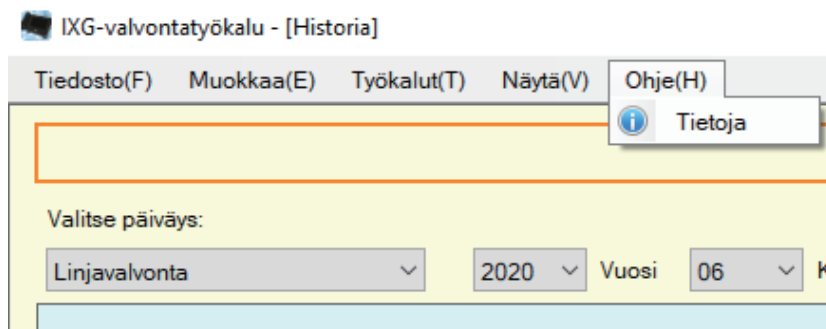 IXG-valvontatyökalu - [Historia]
Tiedosto(F) Muokkaa(E) Työkalut(T) Näytä(V) Ohje(H)
Tietoja
Valitse päiväys:
Linjavalvonta 2020 Vuosi 06